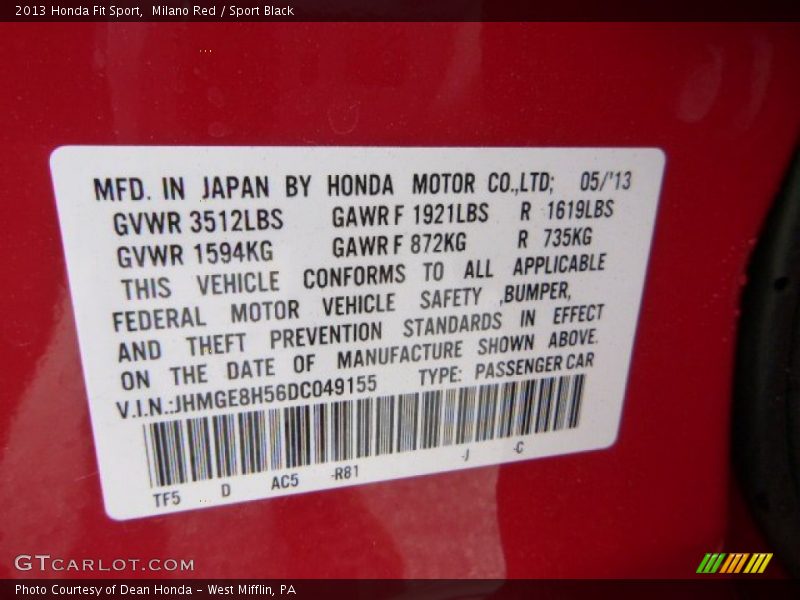 2013 Honda Fit Sport,  Milano Red / Sport Black
MFD. IN JAPAN BY HONDA MOTOR CO.,LTD; 05/'13
GVWR 3512LBS GAWR F 1921LBS R 1619LBS
GVWR 1594KG GAWR F 872KG R 735KG
THIS VEHICLE CONFORMS TO ALL APPLICABLE
FEDERAL MOTOR VEHICLE SAFETY ,BUMPER,
AND THEFT PREVENTION STANDARDS IN EFFECT
ON THE DATE OF MANUFACTURE SHOWN ABOVE.
V.I.N.:JHMGE8H56DC049155 TYPE: PASSENGER CAR
TF5 D AC5 -R81 -J -C
GTCARLOT.COM
Photo Courtesy of Dean Honda - West Mifflin, PA